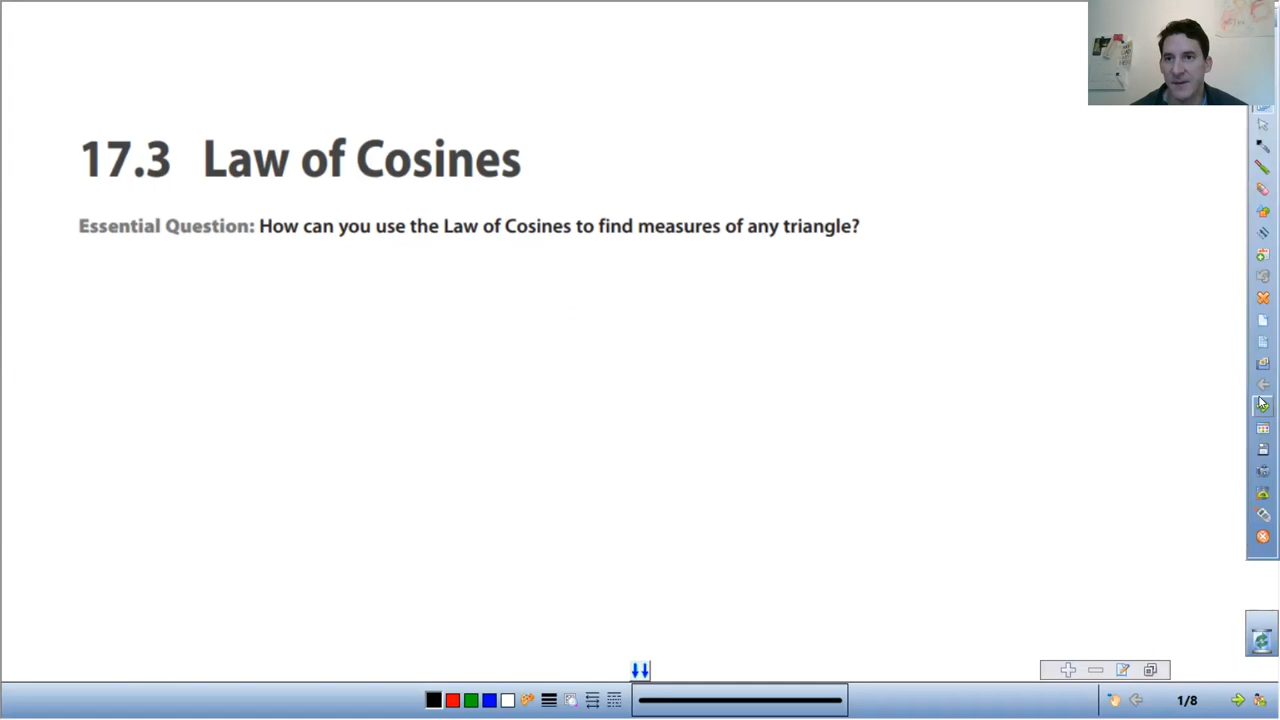 17.3 Law of Cosines
Essential Question: How can you use the Law of Cosines to find measures of any triangle?
1/8